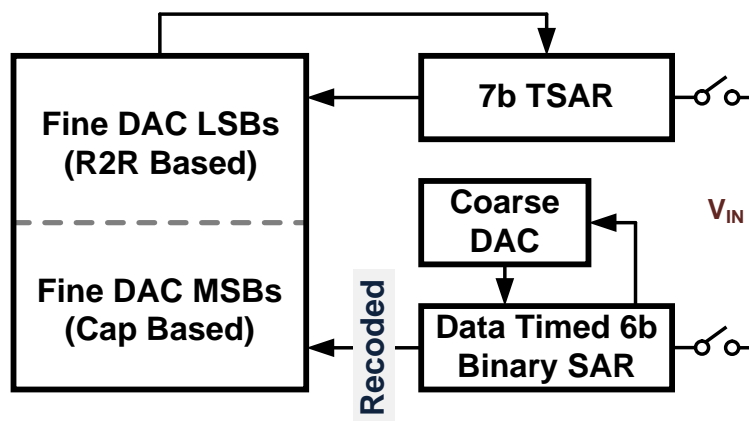 Fine DAC LSBs
(R2R Based)
7b TSAR
Coarse
DAC
V_IN
Fine DAC MSBs
(Cap Based)
Recoded
Data Timed 6b
Binary SAR